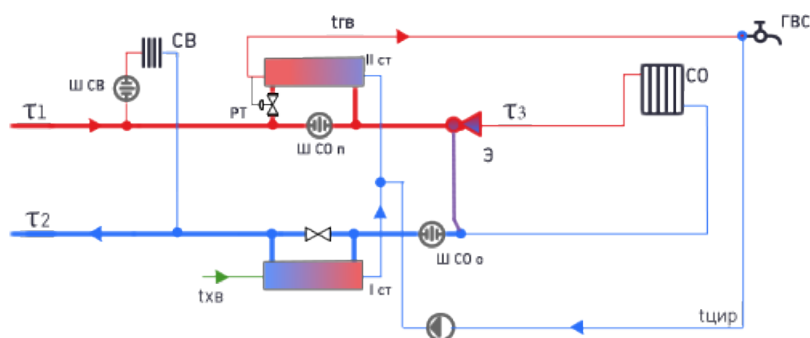 tгв
ГВС
СВ
II ст
СО
Ш СВ
τ1
РТ
τ3
Ш СО п
Э
τ2
Ш СО о
tхв
I ст
tцир